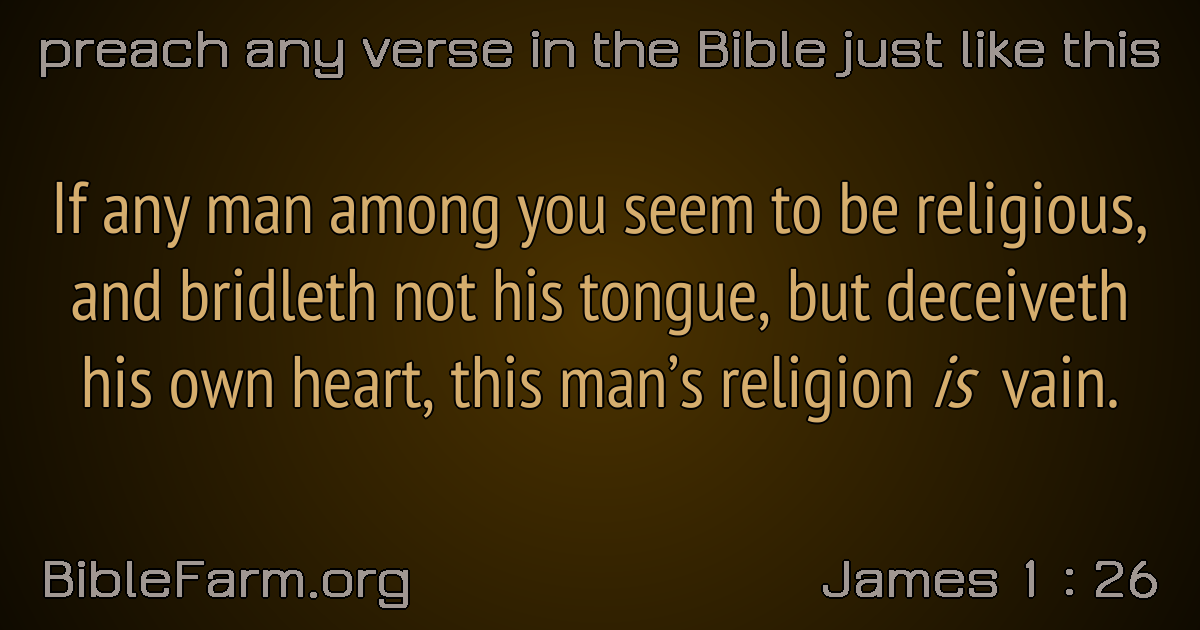 preach any verse in the Bible just like this
If any man among you seem to be religious,
and bridleth not his tongue, but deceiveth
his own heart, this man’s religion is vain.
BibleFarm.org
James 1 : 26